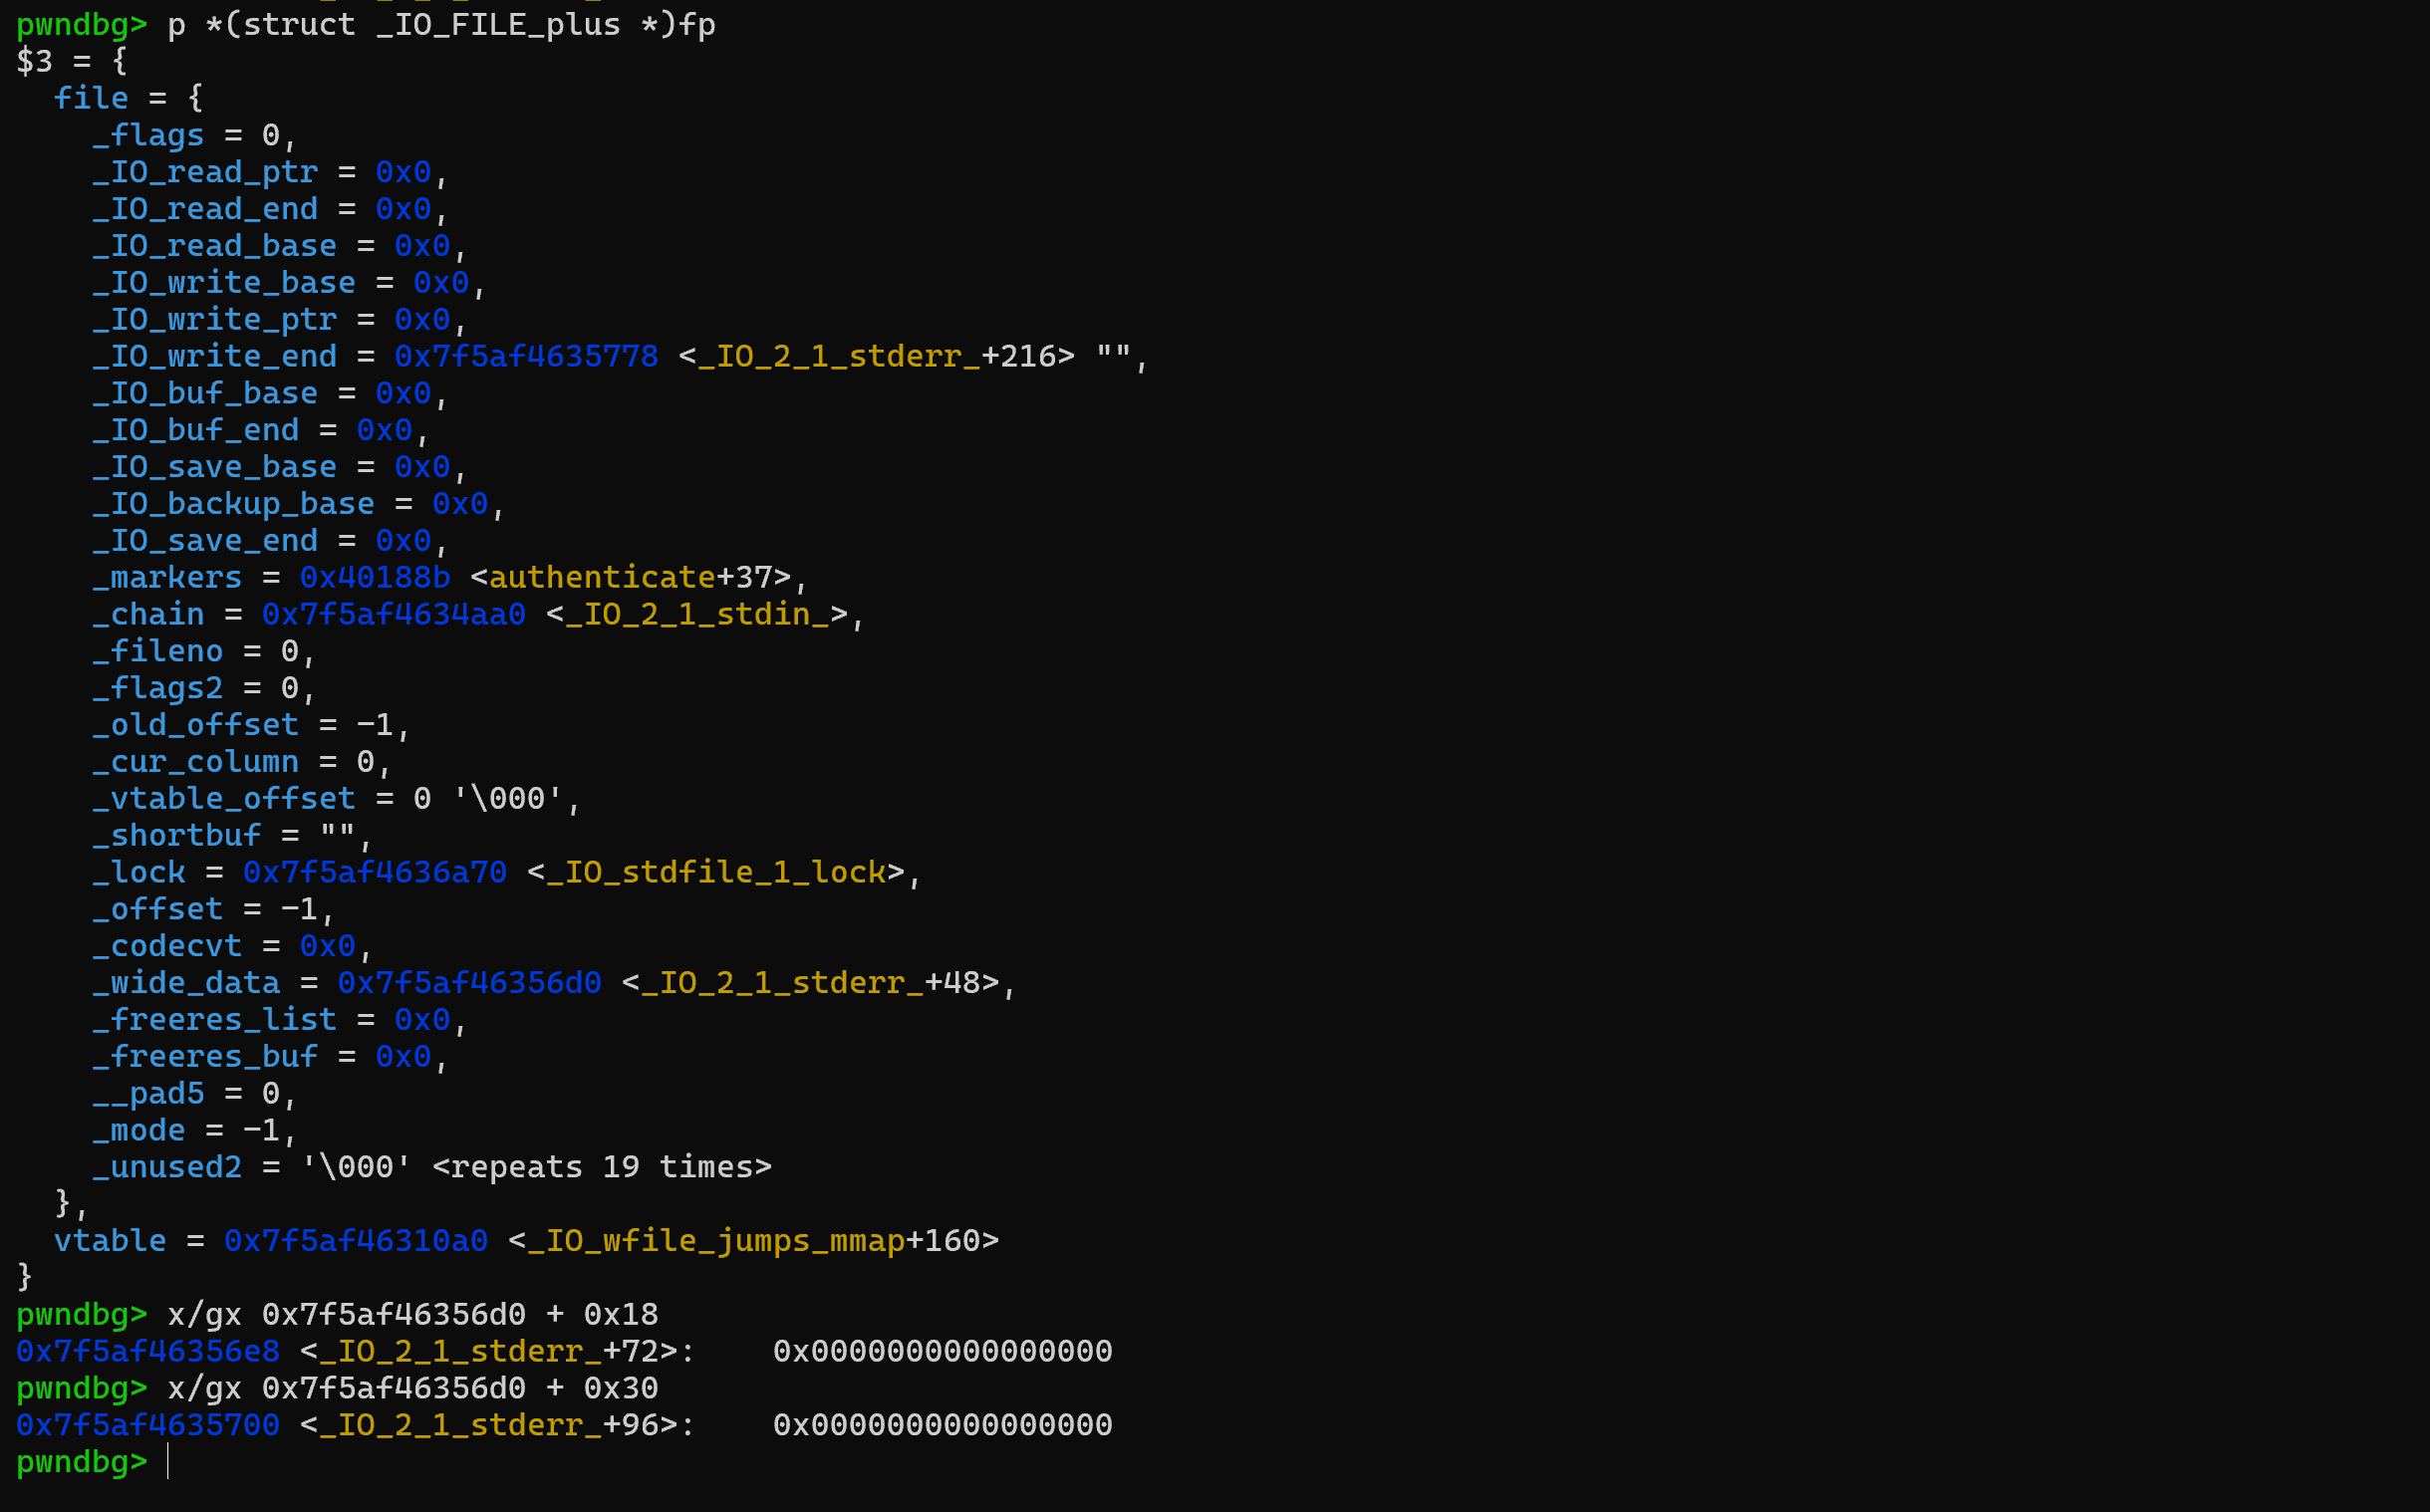 pwndbg> p *(struct _IO_FILE_plus *)fp
$3 = {
  file = {
    _flags = 0,
    _IO_read_ptr = 0x0,
    _IO_read_end = 0x0,
    _IO_read_base = 0x0,
    _IO_write_base = 0x0,
    _IO_write_ptr = 0x0,
    _IO_write_end = 0x7f5af4635778 <_IO_2_1_stderr_+216> "",
    _IO_buf_base = 0x0,
    _IO_buf_end = 0x0,
    _IO_save_base = 0x0,
    _IO_backup_base = 0x0,
    _IO_save_end = 0x0,
    _markers = 0x40188b <authenticate+37>,
    _chain = 0x7f5af4634aa0 <_IO_2_1_stdin_>,
    _fileno = 0,
    _flags2 = 0,
    _old_offset = -1,
    _cur_column = 0,
    _vtable_offset = 0 '\000',
    _shortbuf = "",
    _lock = 0x7f5af4636a70 <_IO_stdfile_1_lock>,
    _offset = -1,
    _codecvt = 0x0,
    _wide_data = 0x7f5af46356d0 <_IO_2_1_stderr_+48>,
    _freeres_list = 0x0,
    _freeres_buf = 0x0,
    __pad5 = 0,
    _mode = -1,
    _unused2 = '\000' <repeats 19 times>
  },
  vtable = 0x7f5af46310a0 <_IO_wfile_jumps_mmap+160>
}
pwndbg> x/gx 0x7f5af46356d0 + 0x18
0x7f5af46356e8 <_IO_2_1_stderr_+72>:    0x0000000000000000
pwndbg> x/gx 0x7f5af46356d0 + 0x30
0x7f5af4635700 <_IO_2_1_stderr_+96>:    0x0000000000000000
pwndbg>